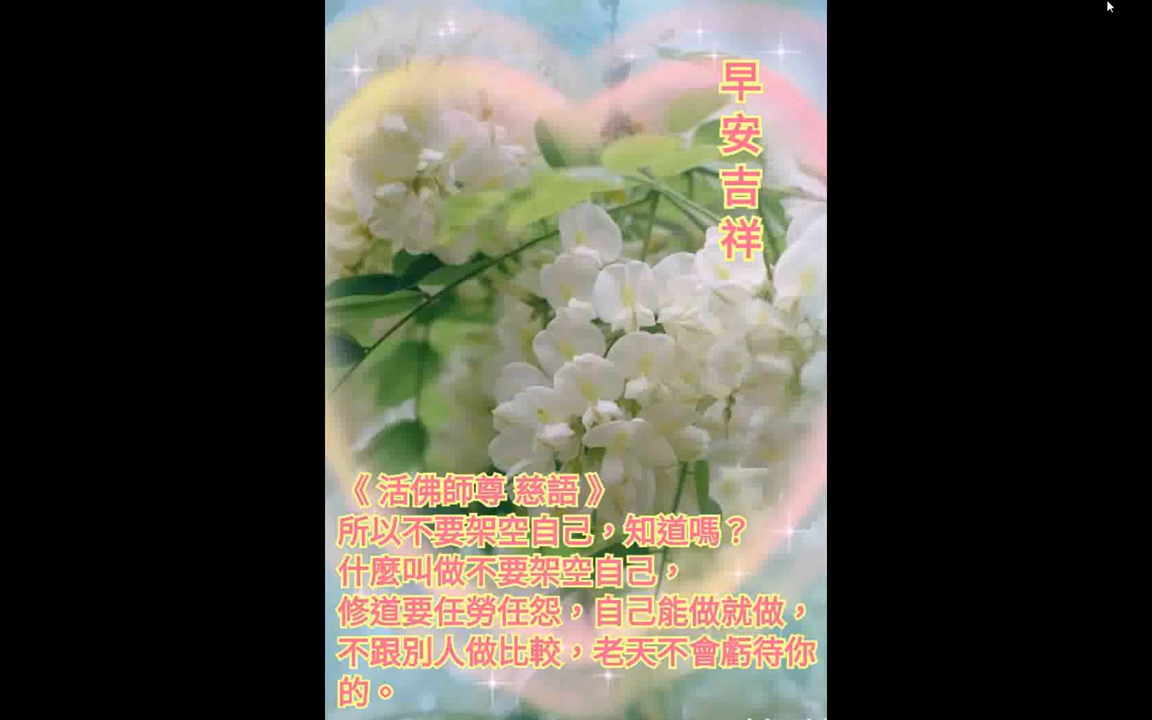 早安吉祥
《 活佛師尊 慈語 》
所以不要架空自己，知道嗎？
什麼叫做不要架空自己，
修道要任勞任怨，自己能做就做，
不跟別人做比較，老天不會虧待你
的。